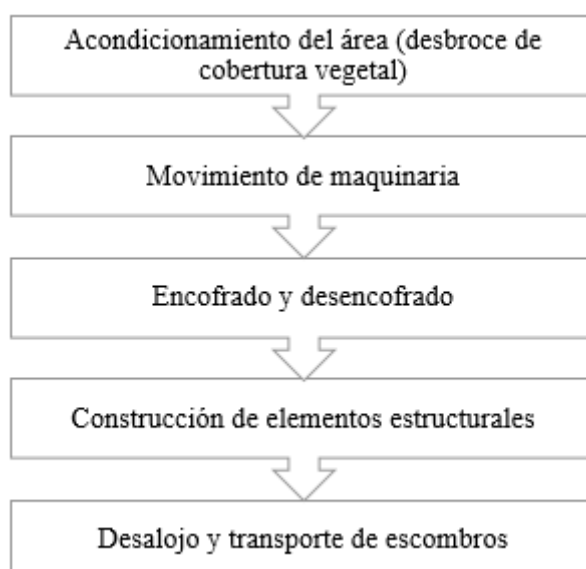 Acondicionamiento del área (desbroce de
cobertura vegetal)
Movimiento de maquinaria
Encofrado y desencofrado
Construcción de elementos estructurales
Desalojo y transporte de escombros